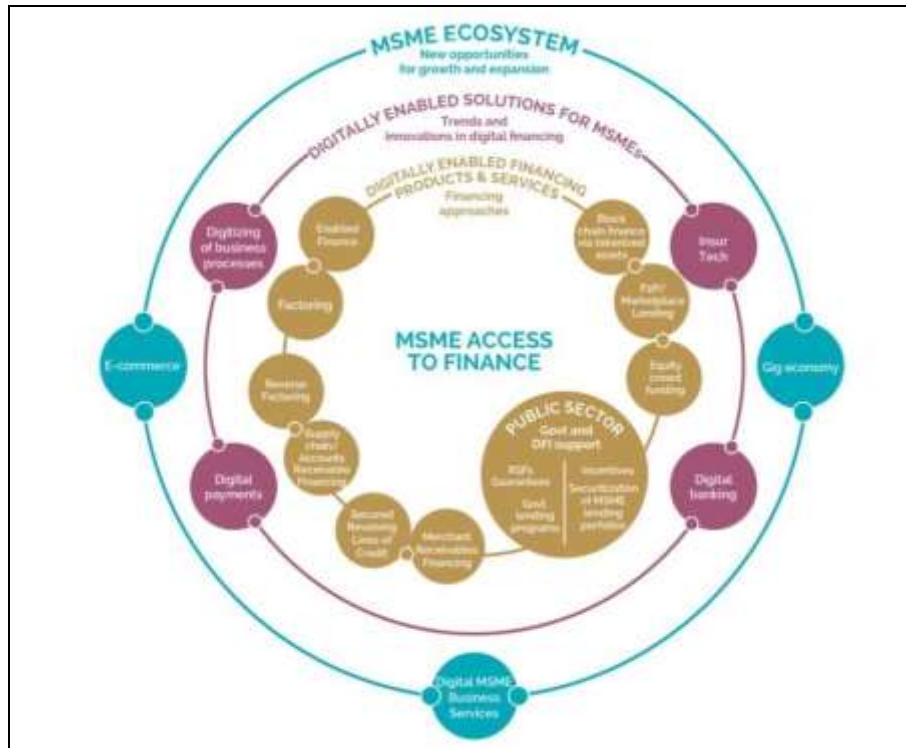 MSME ECOSYSTEM
New opportunities
for growth and expansion
DIGITALLY ENABLED SOLUTIONS FOR MSMEs
Trends and
innovations in digital financing
DIGITALLY ENABLED FINANCING
PRODUCTS & SERVICES
Financing
approaches
Enabled
Finance
Block
chain finance
via tokenized
assets
Digitizing
of business
processes
Insur
Tech
Factoring
P2P/
Marketplace
Lending
MSME ACCESS
TO FINANCE
E-commerce
Gig economy
Reverse
Factoring
Equity
crowd
funding
PUBLIC SECTOR
Govt and
DFI support
Guarantees
Govt
lending
programs
Incentives
Securitization
of MSME
lending
portfolios
Supply
chain/
Accounts
Receivables
Financing
Digital
payments
Digital
banking
Secured
Revolving
Lines of
Credit
Merchant
Receivables
Financing
Digital MSME
Business
Services